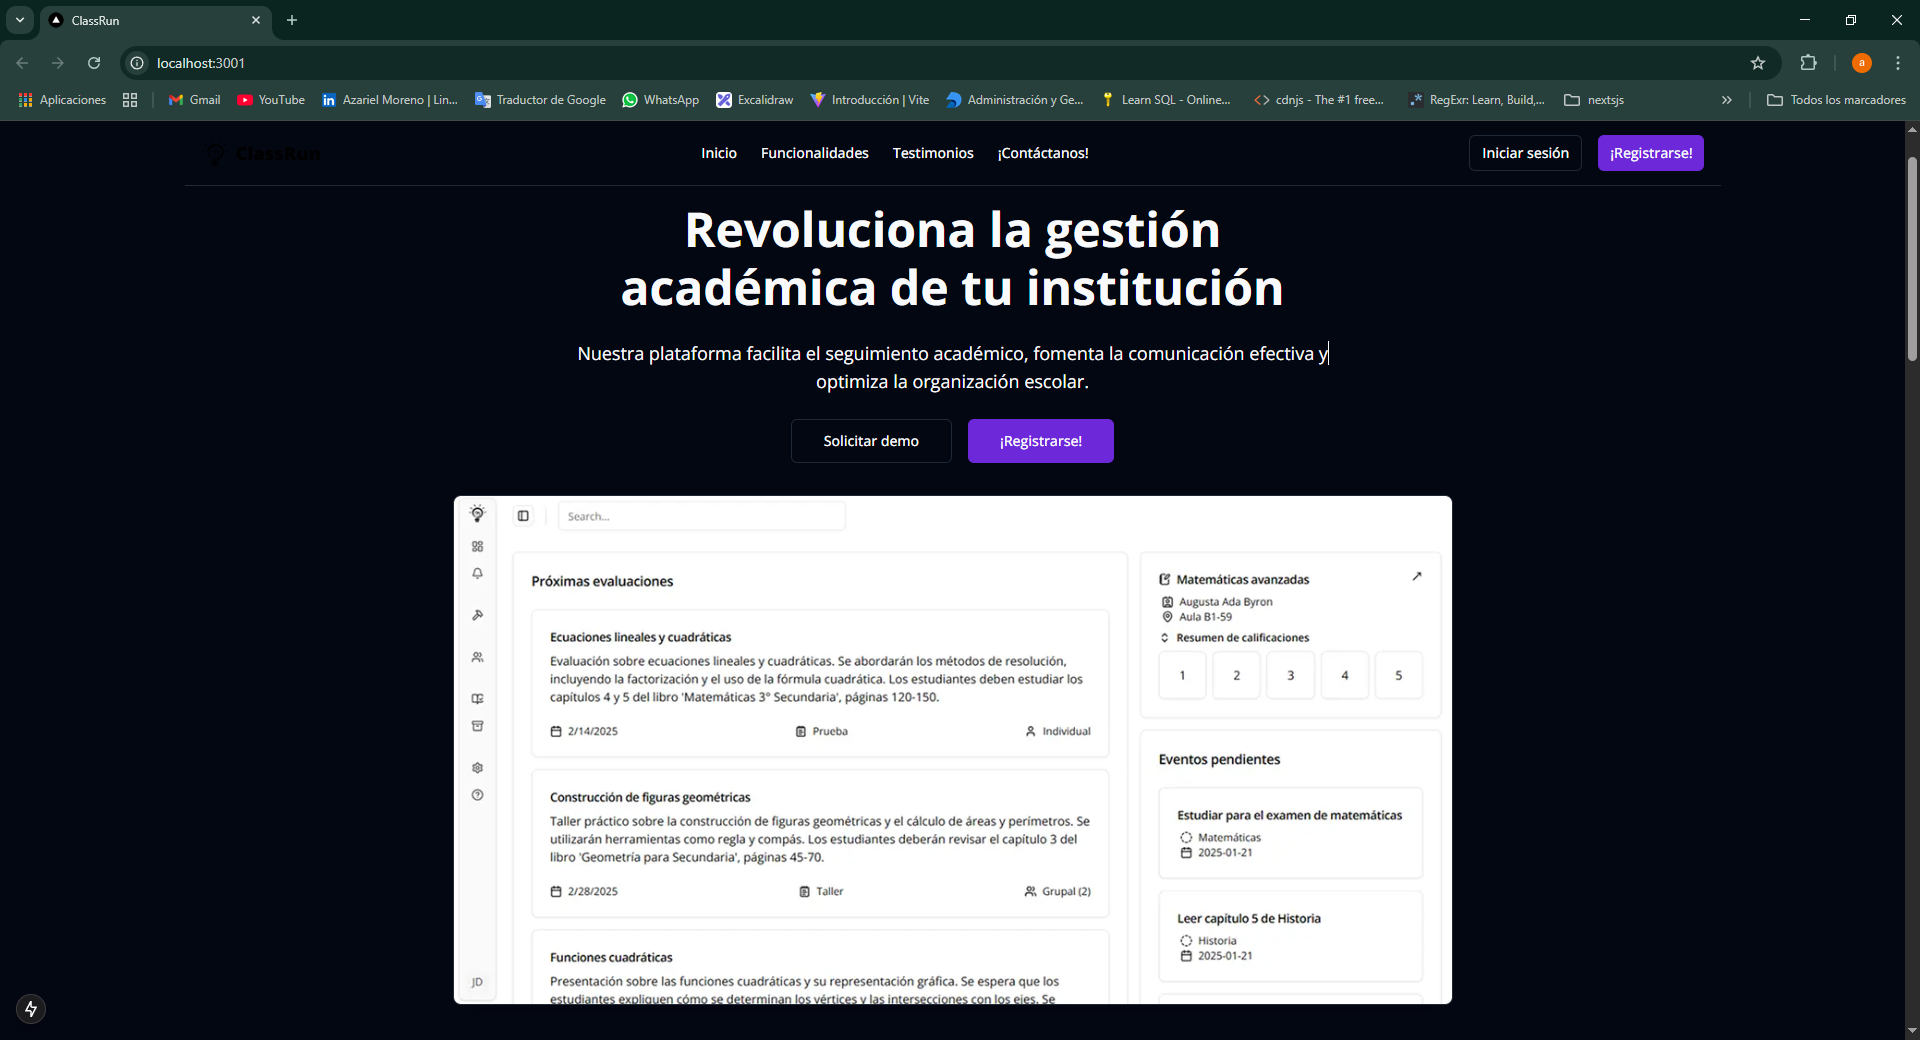 ClassRun
localhost:3001
a
Aplicaciones
Gmail
YouTube
Azariel Moreno | Lin...
Traductor de Google
WhatsApp
Excalidraw
Introducción | Vite
Administración y Ge...
Learn SQL - Online...
cdnjs - The #1 free...
RegExr: Learn, Build,...
nextsjs
Todos los marcadores
ClassRun
Inicio
Funcionalidades
Testimonios
¡Contáctanos!
Iniciar sesión
¡Registrarse!
Revoluciona la gestión
académica de tu institución
Nuestra plataforma facilita el seguimiento académico, fomenta la comunicación efectiva y
optimiza la organización escolar.
Solicitar demo
¡Registrarse!
Search...
Próximas evaluaciones
Ecuaciones lineales y cuadráticas
Evaluación sobre ecuaciones lineales y cuadráticas. Se abordarán los métodos de resolución,
incluyendo la factorización y el uso de la fórmula cuadrática. Los estudiantes deben estudiar los
capítulos 4 y 5 del libro 'Matemáticas 3° Secundaria', páginas 120-150.
2/14/2025
Prueba
Individual
Construcción de figuras geométricas
Taller práctico sobre la construcción de figuras geométricas y el cálculo de áreas y perímetros. Se
utilizarán herramientas como regla y compás. Los estudiantes deberán revisar el capítulo 3 del
libro 'Geometría para Secundaria', páginas 45-70.
2/28/2025
Taller
Grupal (2)
Funciones cuadráticas
Presentación sobre las funciones cuadráticas y su representación gráfica. Se espera que los
estudiantes expliquen cómo se determinan los vértices y las intersecciones con los ejes. Se
JD
Matemáticas avanzadas
Augusta Ada Byron
Aula B1-59
Resumen de calificaciones
1
2
3
4
5
Eventos pendientes
Estudiar para el examen de matemáticas
Matemáticas
2025-01-21
Leer capítulo 5 de Historia
Historia
2025-01-21